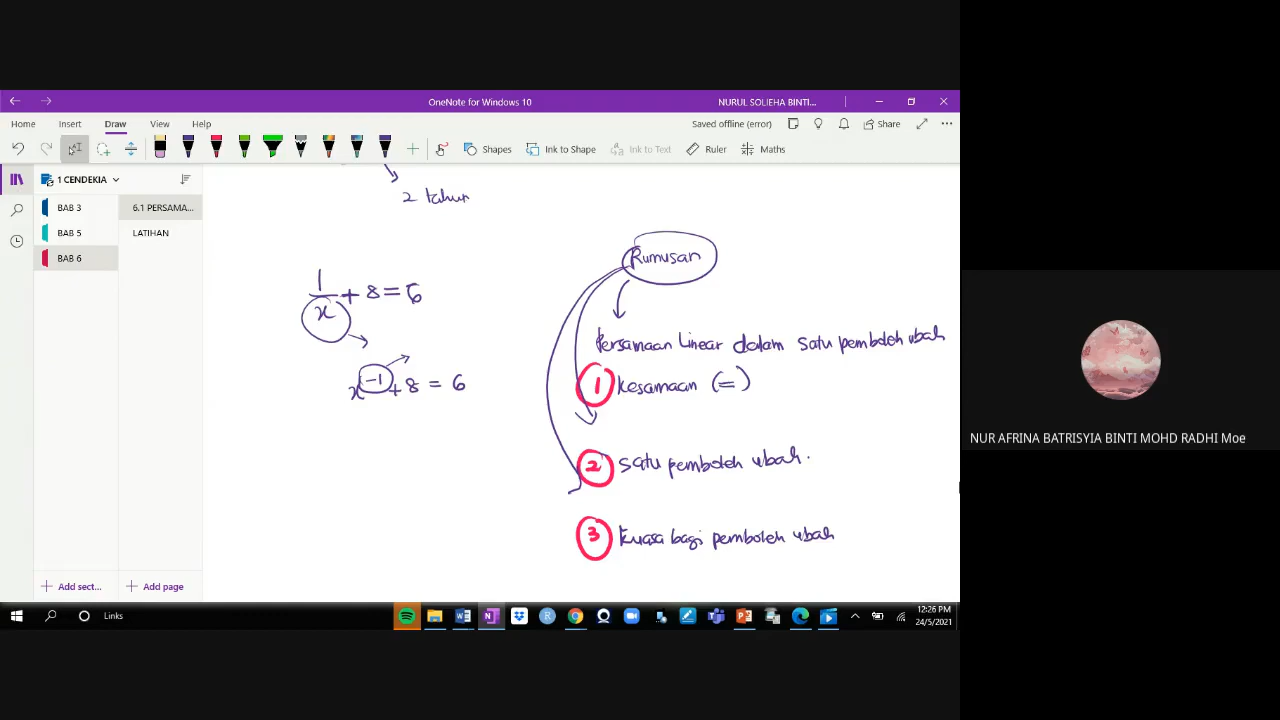 OneNote for Windows 10
NURUL SOLIEHA BINTI...
Home Insert Draw View Help
Saved offline (error)
Share
Shapes
Ink to Shape
Ink to Text
Ruler
Maths
1 CENDEKIA
BAB 3
BAB 5
BAB 6
6.1 PERSAMA...
LATIHAN
2 tahun
1/x + 8 = 6
x⁻¹ + 8 = 6
Rumusan
Persamaan Linear dalam satu pemboleh ubah
1 kesamaan (=)
2 satu pemboleh ubah.
3 kuasa bagi pemboleh ubah
Add sect...
Add page
Links
12:26 PM
24/5/2021
NUR AFRINA BATRISYIA BINTI MOHD RADHI Moe